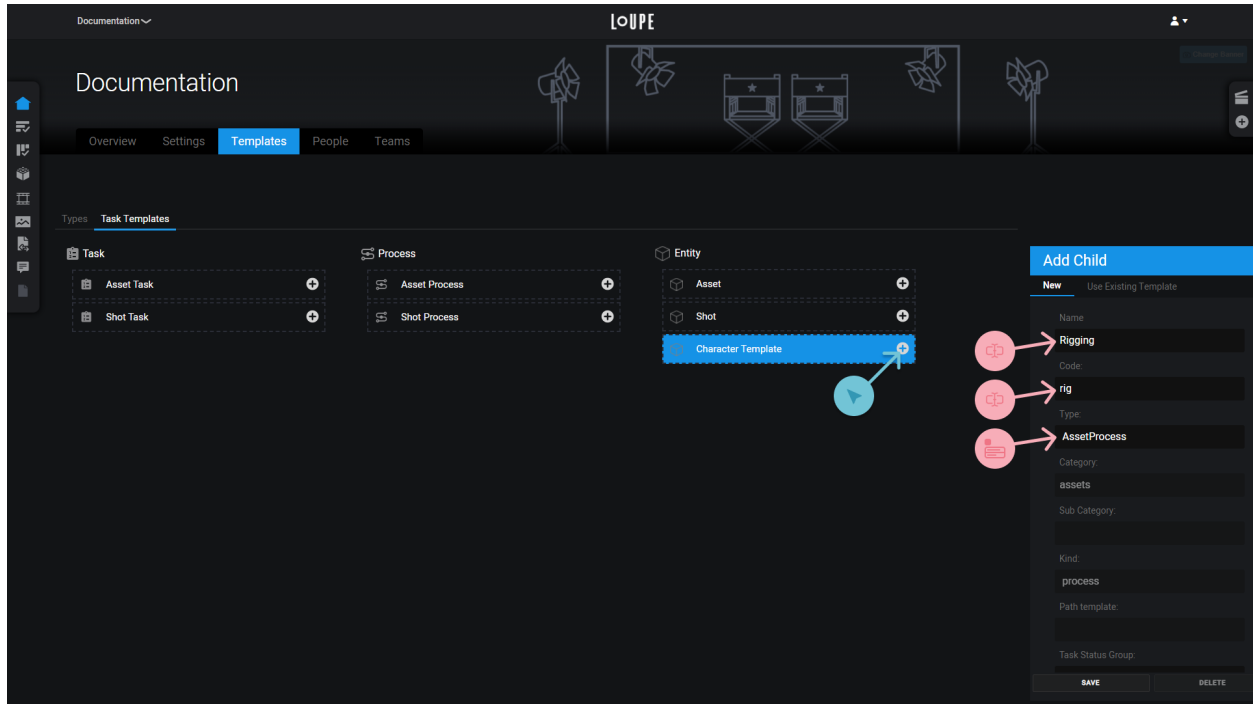 Documentation
LOUPE
Change Banner
Documentation
Overview Settings Templates People Teams
Types Task Templates
Task Process Entity
Asset Task Asset Process Asset
Shot Task Shot Process Shot
Character Template
Add Child
New Use Existing Template
Name
Rigging
Code:
rig
Type:
AssetProcess
Category:
assets
Sub Category:
Kind:
process
Path template:
Task Status Group:
SAVE DELETE